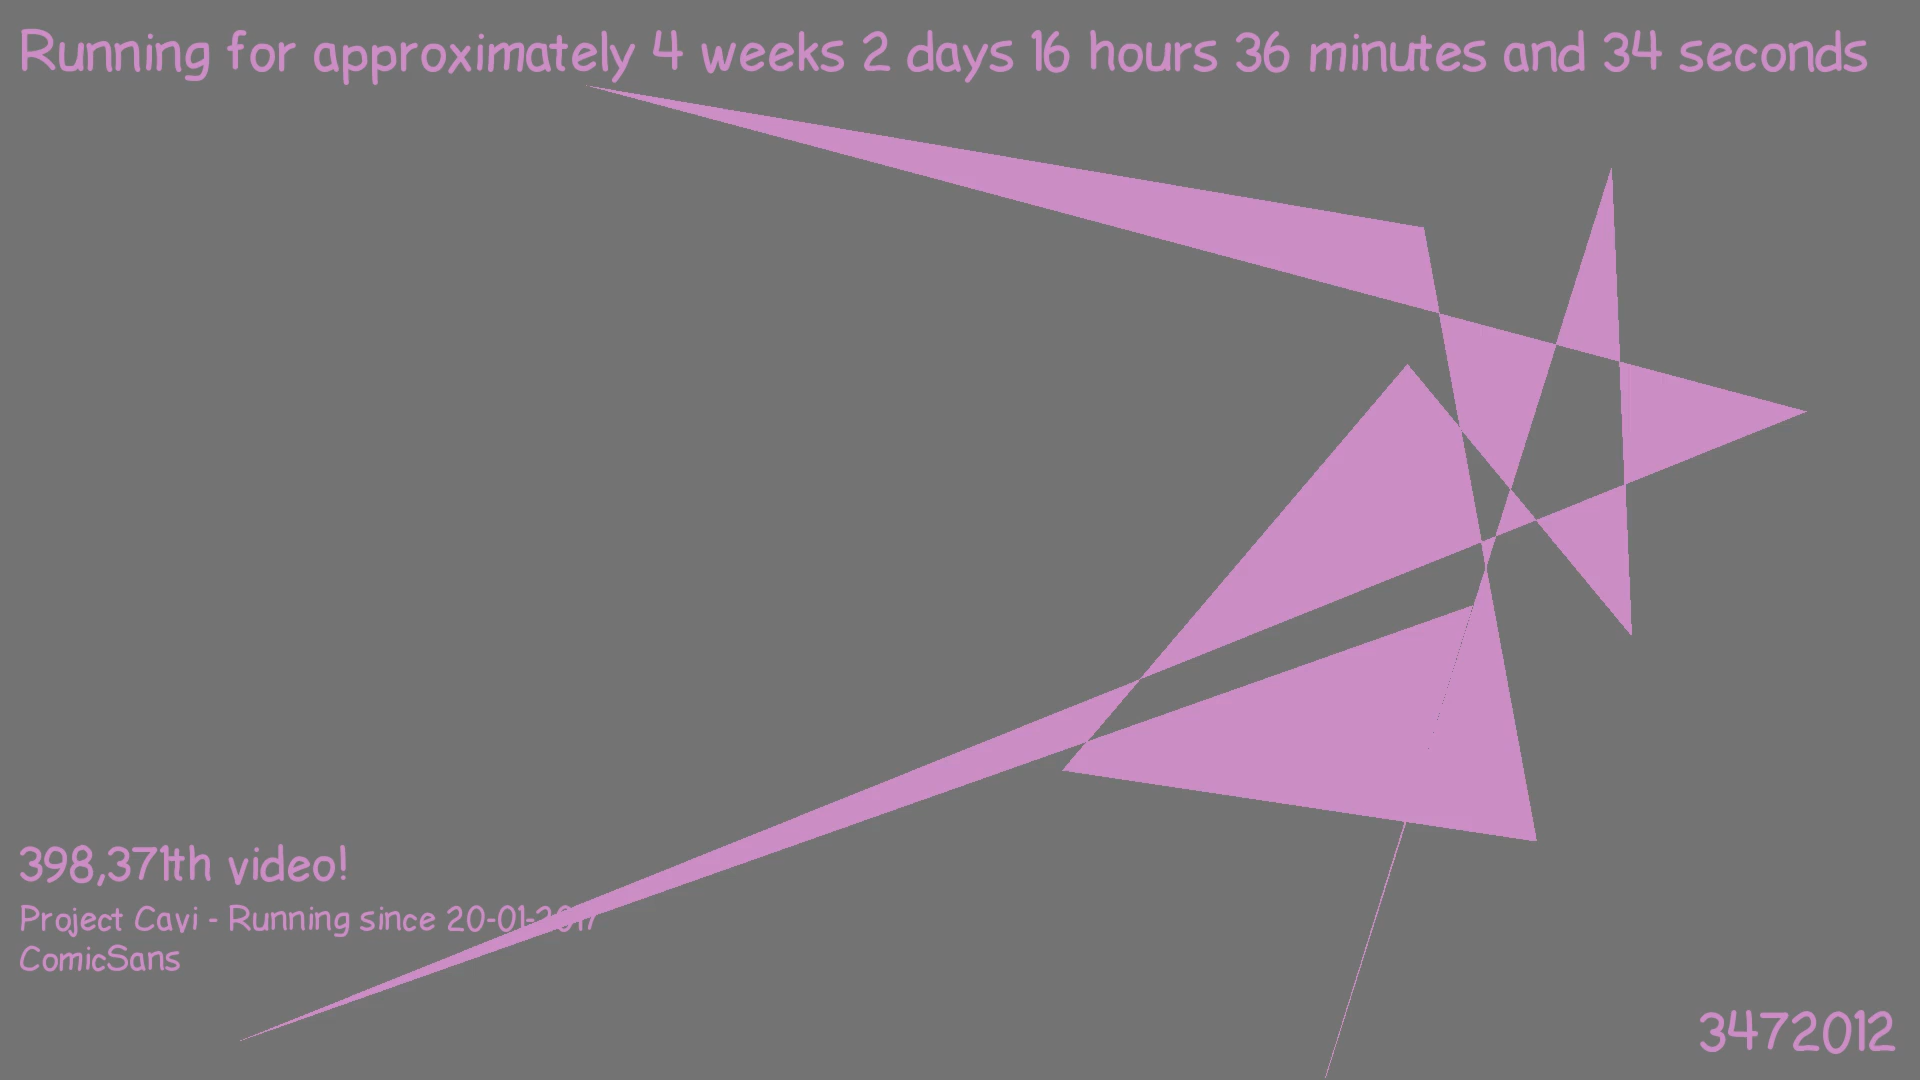 Running for approximately 4 weeks 2 days 16 hours 36 minutes and 34 seconds
398,371th video!
Project Cavi - Running since 20-01-2017
ComicSans
3472012